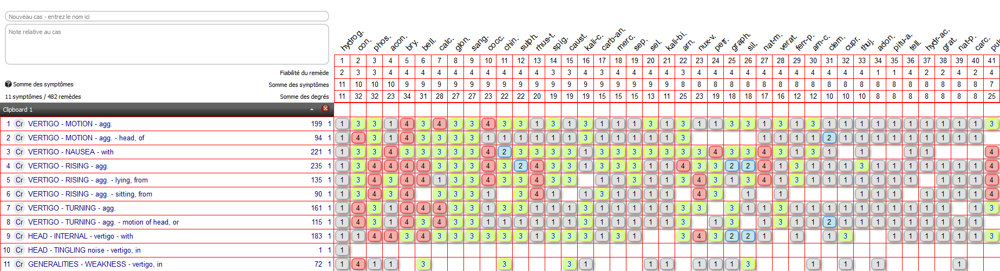 Nouveau cas - entrez le nom ici
Note relative au cas
hydrog. con. phos. acon. bry. bell. calc. glon. sang. cocc. chin. sulph. rhus-t. spig. caust. kali-c. carb-an. merc. sep. sel. kali-bi. arn. nux-v. petr. graph. sil. nat-m. verat. ferr-p. am-c. clem. cupr. thuj. adon. pitu-a. tell. hydr-ac. grat. nat-p. carc. puls
1 2 3 4 5 6 7 8 9 10 11 12 13 14 15 16 17 18 19 20 21 22 23 24 25 26 27 28 29 30 31 32 33 34 35 36 37 38 39 40 41
Fiabilité du remède 2 3 3 4 4 4 4 4 4 4 4 4 4 3 3 4 3 4 4 4 4 3 4 4 4 4 4 4 4 4 4 4 4 1 1 4 2 2 4 2 4
Somme des symptômes Somme des symptômes 11 10 10 10 9 9 9 9 9 9 9 9 9 9 9 9 9 9 9 9 9 8 8 8 8 8 8 8 8 8 8 8 8 8 8 8 8 8 8 8 7
11 symptômes / 482 remèdes Somme des degrés 11 32 32 23 34 31 28 27 27 23 22 22 20 19 19 19 15 15 15 13 11 25 23 19 18 18 17 16 12 12 10 10 10 8 8 8 8 8 8 8 25
Clipboard 1
1 Cr VERTIGO - MOTION - agg. 199 1 1 3 3 1 4 3 4 3 3 4 3 3 1 3 1 3 1 1 1 3 1 3 1 1 3 3 1 3 1 3 1 1 1 1 1 1 1 1 1 1 3
2 Cr VERTIGO - MOTION - agg. - head, of 94 1 1 4 3 1 4 3 3 3 3 1 1 1 1 1 1 3 1 1 1 1 1 3 1 1 1 1 2 1 1 1 1 1 1 1 1 1
3 Cr VERTIGO - NAUSEA - with 221 1 1 3 3 4 3 3 3 3 3 4 2 3 3 3 3 1 3 3 3 3 3 3 3 4 3 3 4 3 1 3 1 1 1 1 4
4 Cr VERTIGO - RISING - agg. 235 1 1 3 4 4 4 4 3 3 3 4 3 2 4 3 3 1 3 3 3 1 1 4 3 3 2 2 4 1 3 1 1 1 3 1 1 1 1 1 1 1 4
5 Cr VERTIGO - RISING - agg. - lying, from 135 1 1 3 4 3 4 4 1 3 3 4 3 3 4 3 3 1 1 3 1 1 3 4 3 1 3 4 1 3 1 1 1 1 1 1 1 1 1 1 4
6 Cr VERTIGO - RISING - agg. - sitting, from 90 1 1 3 4 3 4 3 3 3 1 3 4 1 1 3 1 1 1 1 4 3 1 1 1 1 1 1 1 1 1 4
7 Cr VERTIGO - TURNING - agg. 161 1 1 4 3 1 4 4 4 3 3 1 3 3 1 1 1 3 1 1 1 1 1 3 3 3 1 1 3 1 1 1 1 1 1 1 1 1 1 1 3
8 Cr VERTIGO - TURNING - agg. - motion of head, or 115 1 1 4 3 1 4 3 4 3 3 1 1 1 1 1 1 3 1 1 1 1 1 3 1 3 1 3 1 1 2 1 1 1 1 1 1 1 1 1
9 Cr HEAD - INTERNAL - vertigo - with 183 1 1 1 4 4 3 4 3 3 3 3 3 3 1 3 3 3 1 3 1 3 4 3 2 2 1 1 1 3 1 1 1 1 1 1 3
10 Cr HEAD - TINGLING noise - vertigo, in 1 1 1
11 Cr GENERALITIES - WEAKNESS - vertigo, in 72 1 1 4 1 1 3 3 3 1 1 1 1 1 1 3 1 1 1 1